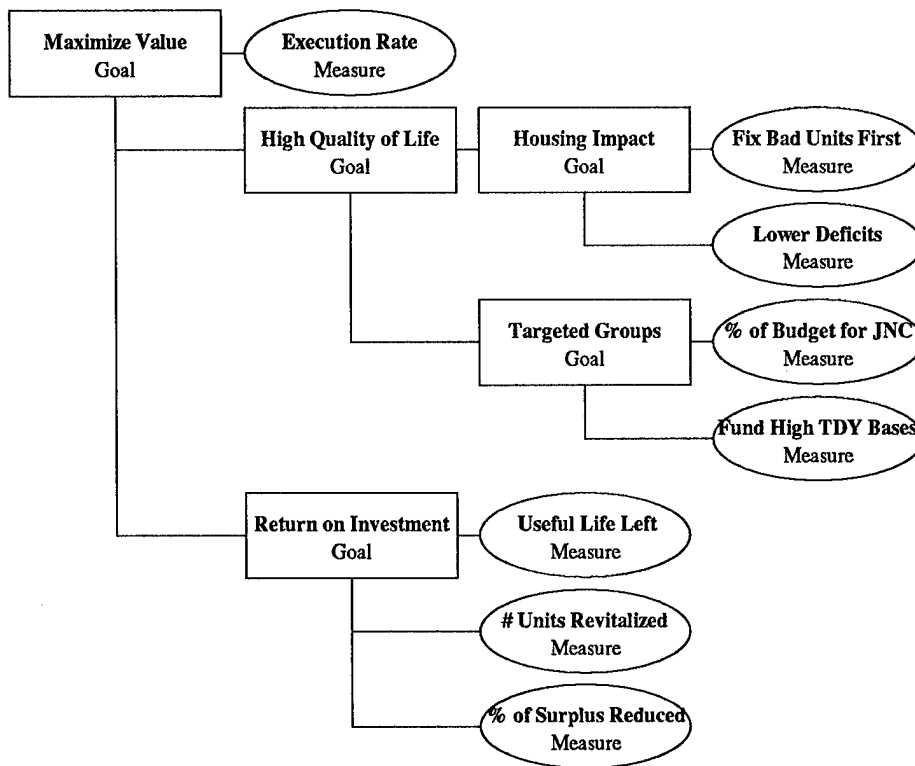 Maximize Value
Goal
Execution Rate
Measure
High Quality of Life
Goal
Housing Impact
Goal
Fix Bad Units First
Measure
Lower Deficits
Measure
Targeted Groups
Goal
% of Budget for JNC
Measure
Fund High TDY Bases
Measure
Return on Investment
Goal
Useful Life Left
Measure
# Units Revitalized
Measure
% of Surplus Reduced
Measure